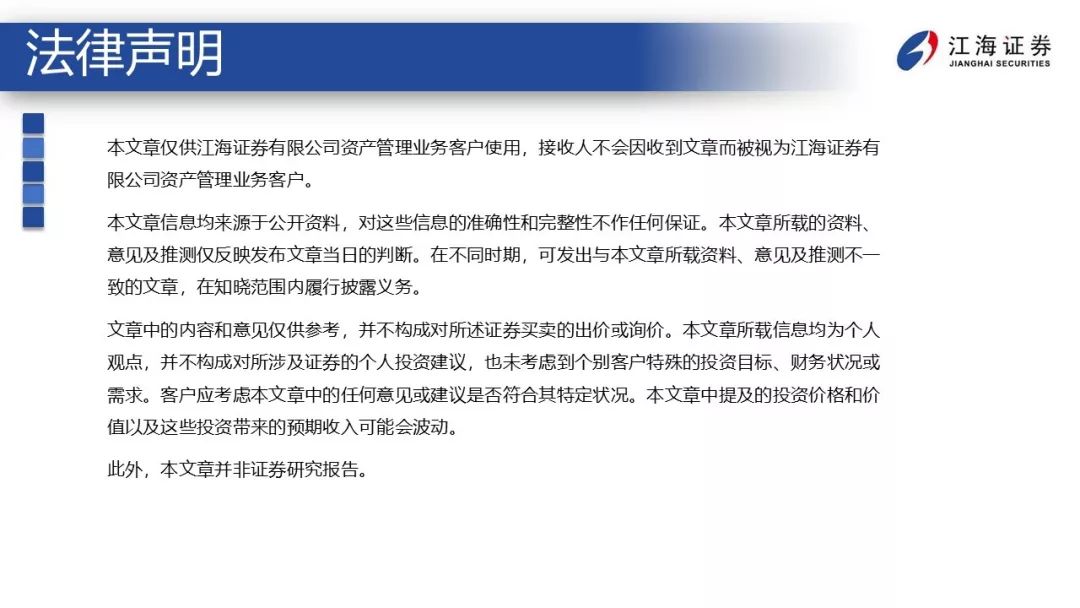 法律声明
江海证券
JIANGHAI SECURITIES
本文章仅供江海证券有限公司资产管理业务客户使用，接收人不会因收到文章而被视为江海证券有
限公司资产管理业务客户。
本文章信息均来源于公开资料，对这些信息的准确性和完整性不作任何保证。本文章所载的资料、
意见及推测仅反映发布文章当日的判断。在不同时期，可发出与本文章所载资料、意见及推测不一
致的文章，在知晓范围内履行披露义务。
文章中的内容和意见仅供参考，并不构成对所述证券买卖的出价或询价。本文章所载信息均为个人
观点，并不构成对所涉及证券的个人投资建议，也未考虑到个别客户特殊的投资目标、财务状况或
需求。客户应考虑本文章中的任何意见或建议是否符合其特定状况。本文章中提及的投资价格和价
值以及这些投资带来的预期收入可能会波动。
此外，本文章并非证券研究报告。